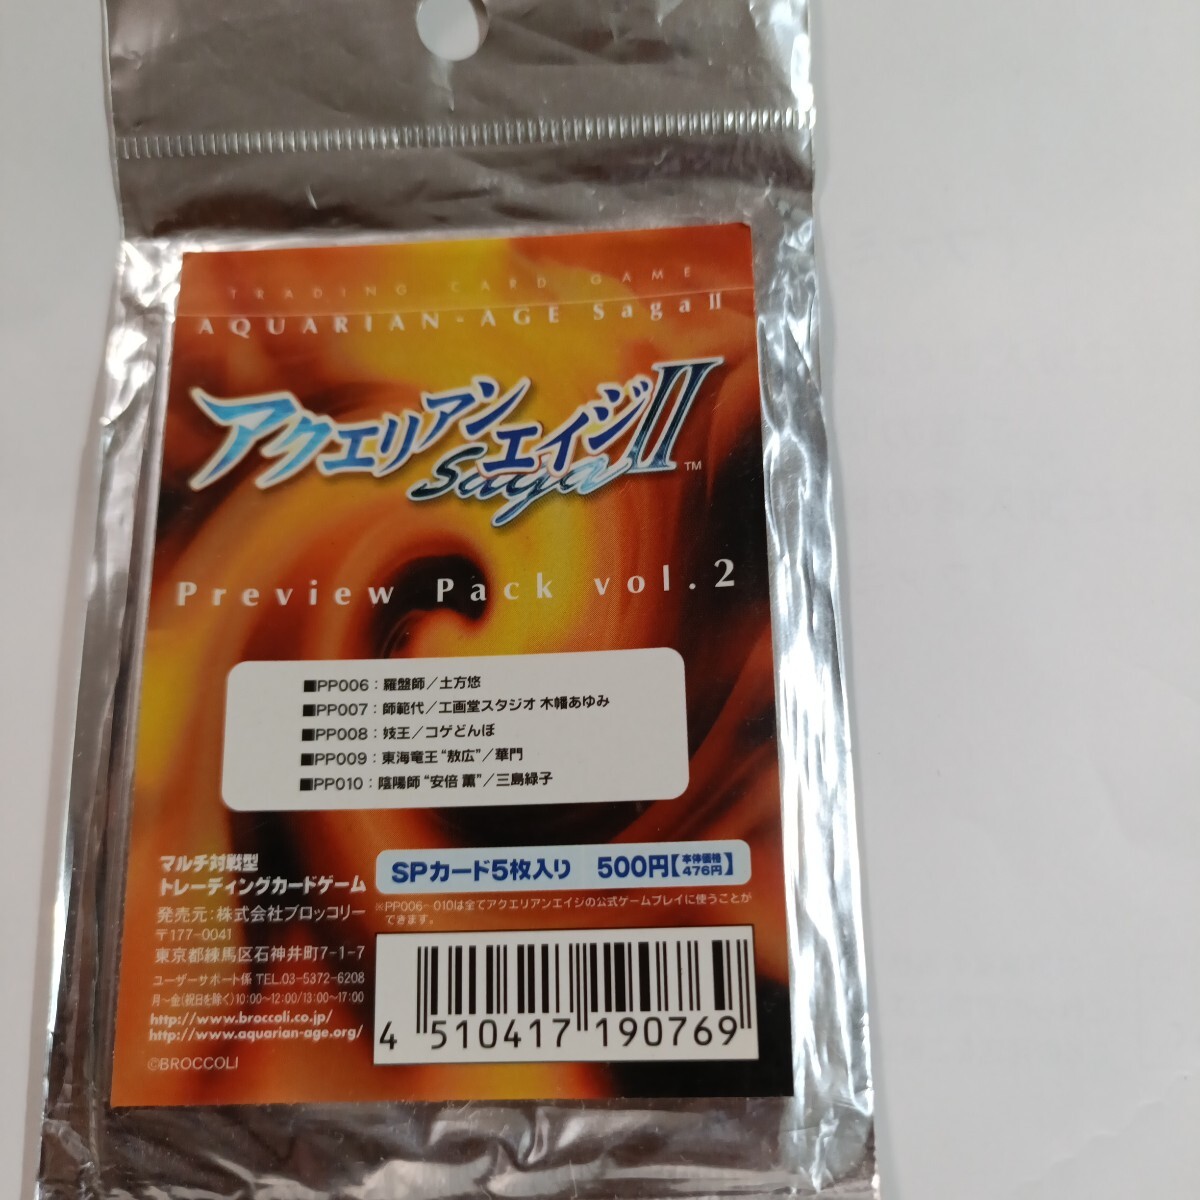 TRADING CARD GAME
AQUARIAN-AGE Saga II
アクエリアンエイジ
Saga II ™
Preview Pack vol.2
■PP006：羅盤師／土方悠
■PP007：師範代／工画堂スタジオ 木幡あゆみ
■PP008：妓王／コゲどんぼ
■PP009：東海竜王“敖広”／華門
■PP010：陰陽師“安倍 薫”／三島緑子
マルチ対戦型
トレーディングカードゲーム
発売元：株式会社ブロッコリー
〒177-0041
東京都練馬区石神井町7-1-7
ユーザーサポート係 TEL.03-5372-6208
月〜金(祝日を除く)10:00〜12:00/13:00〜17:00
http://www.broccoli.co.jp/
http://www.aquarian-age.org/
©BROCCOLI
SPカード5枚入り 500円【本体価格476円】
※PP006〜010は全てアクエリアンエイジの公式ゲームプレイに使うことが
できます。
4 510417 190769